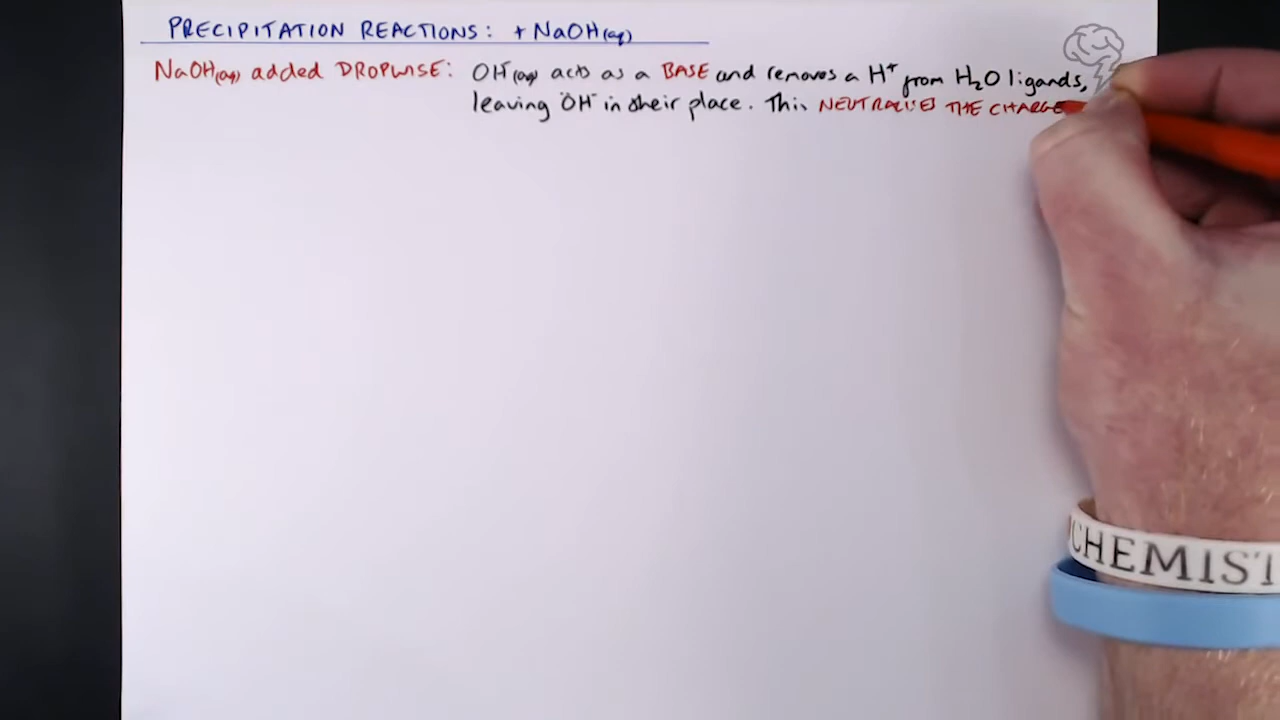 PRECIPITATION REACTIONS: + NaOH(aq)
NaOH(aq) added DROPWISE: OH⁻(aq) acts as a BASE and removes a H⁺ from H₂O ligands,
leaving OH⁻ in their place. This NEUTRALISES THE CHARGE
CHEMIST